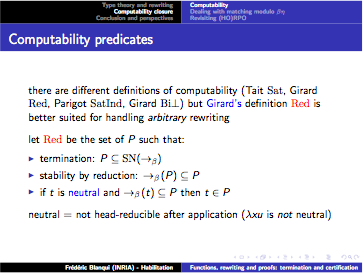 Type theory and rewriting
Computability closure
Conclusion and perspectives
Computability
Dealing with matching modulo βη
Revisiting (HO)RPO
Computability predicates
there are different definitions of computability (Tait Sat, Girard
Red, Parigot SatInd, Girard Bi⊥) but Girard's definition Red is
better suited for handling arbitrary rewriting
let Red be the set of P such that:
▶ termination: P ⊆ SN(→β)
▶ stability by reduction: →β(P) ⊆ P
▶ if t is neutral and →β(t) ⊆ P then t ∈ P
neutral = not head-reducible after application (λxu is not neutral)
Frédéric Blanqui (INRIA) - Habilitation
Functions, rewriting and proofs: termination and certification